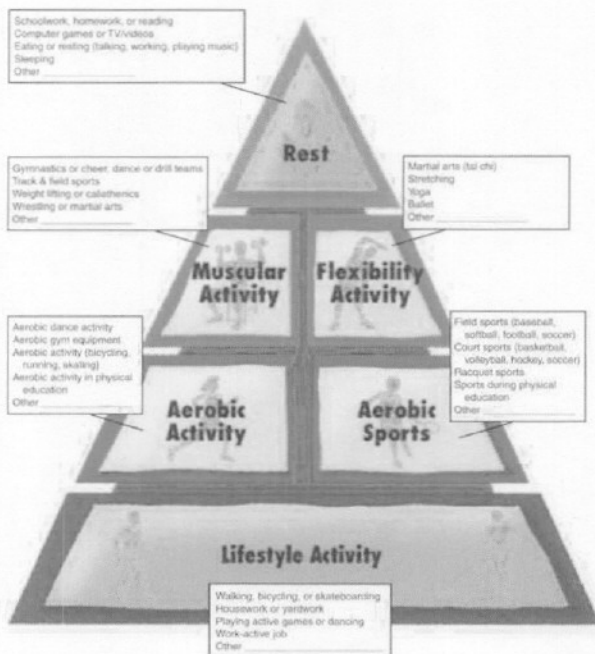 Schoolwork, homework, or reading
Computer games or TV/videos
Eating or resting (talking, working, playing music)
Sleeping
Other
Rest
Gymnastics or cheer, dance or drill teams
Track & field sports
Weight lifting or calisthenics
Wrestling or martial arts
Other
Martial arts (tai chi)
Stretching
Yoga
Ballet
Other
Muscular
Activity
Flexibility
Activity
Aerobic dance activity
Aerobic gym equipment
Aerobic activity (bicycling,
running, skating)
Aerobic activity in physical
education
Other
Field sports (baseball,
softball, football, soccer)
Court sports (basketball,
volleyball, hockey, soccer)
Racquet sports
Sports during physical
education
Other
Aerobic
Activity
Aerobic
Sports
Lifestyle Activity
Walking, bicycling, or skateboarding
Housework or yardwork
Playing active games or dancing
Work-active job
Other